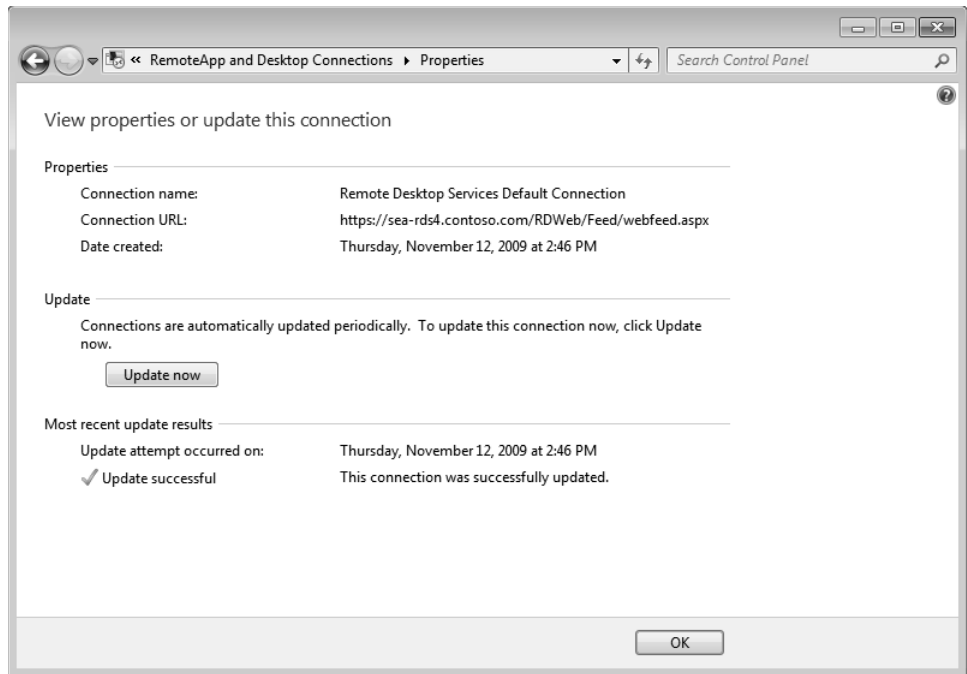 « RemoteApp and Desktop Connections ▸ Properties
Search Control Panel
View properties or update this connection
Properties
Connection name: Remote Desktop Services Default Connection
Connection URL: https://sea-rds4.contoso.com/RDWeb/Feed/webfeed.aspx
Date created: Thursday, November 12, 2009 at 2:46 PM
Update
Connections are automatically updated periodically.  To update this connection now, click Update
now.
Update now
Most recent update results
Update attempt occurred on: Thursday, November 12, 2009 at 2:46 PM
Update successful This connection was successfully updated.
OK